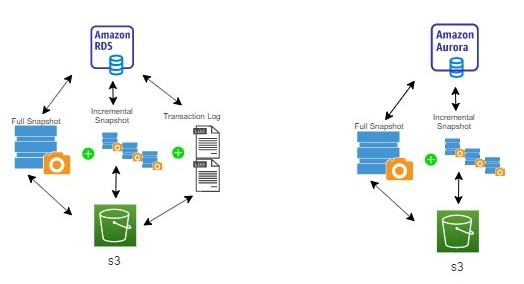 Amazon
RDS
Full Snapshot
Incremental
Snapshot
Transaction Log
LOG
LOG
s3
Amazon
Aurora
Full Snapshot
Incremental
Snapshot
s3